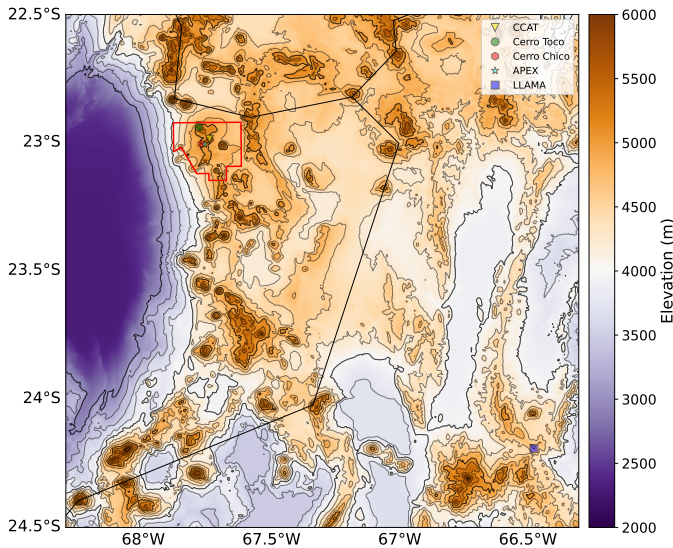 22.5°S
23°S
23.5°S
24°S
24.5°S
68°W
67.5°W
67°W
66.5°W
CCAT
Cerro Toco
Cerro Chico
APEX
LLAMA
6000
5500
5000
4500
4000
3500
3000
2500
2000
Elevation (m)